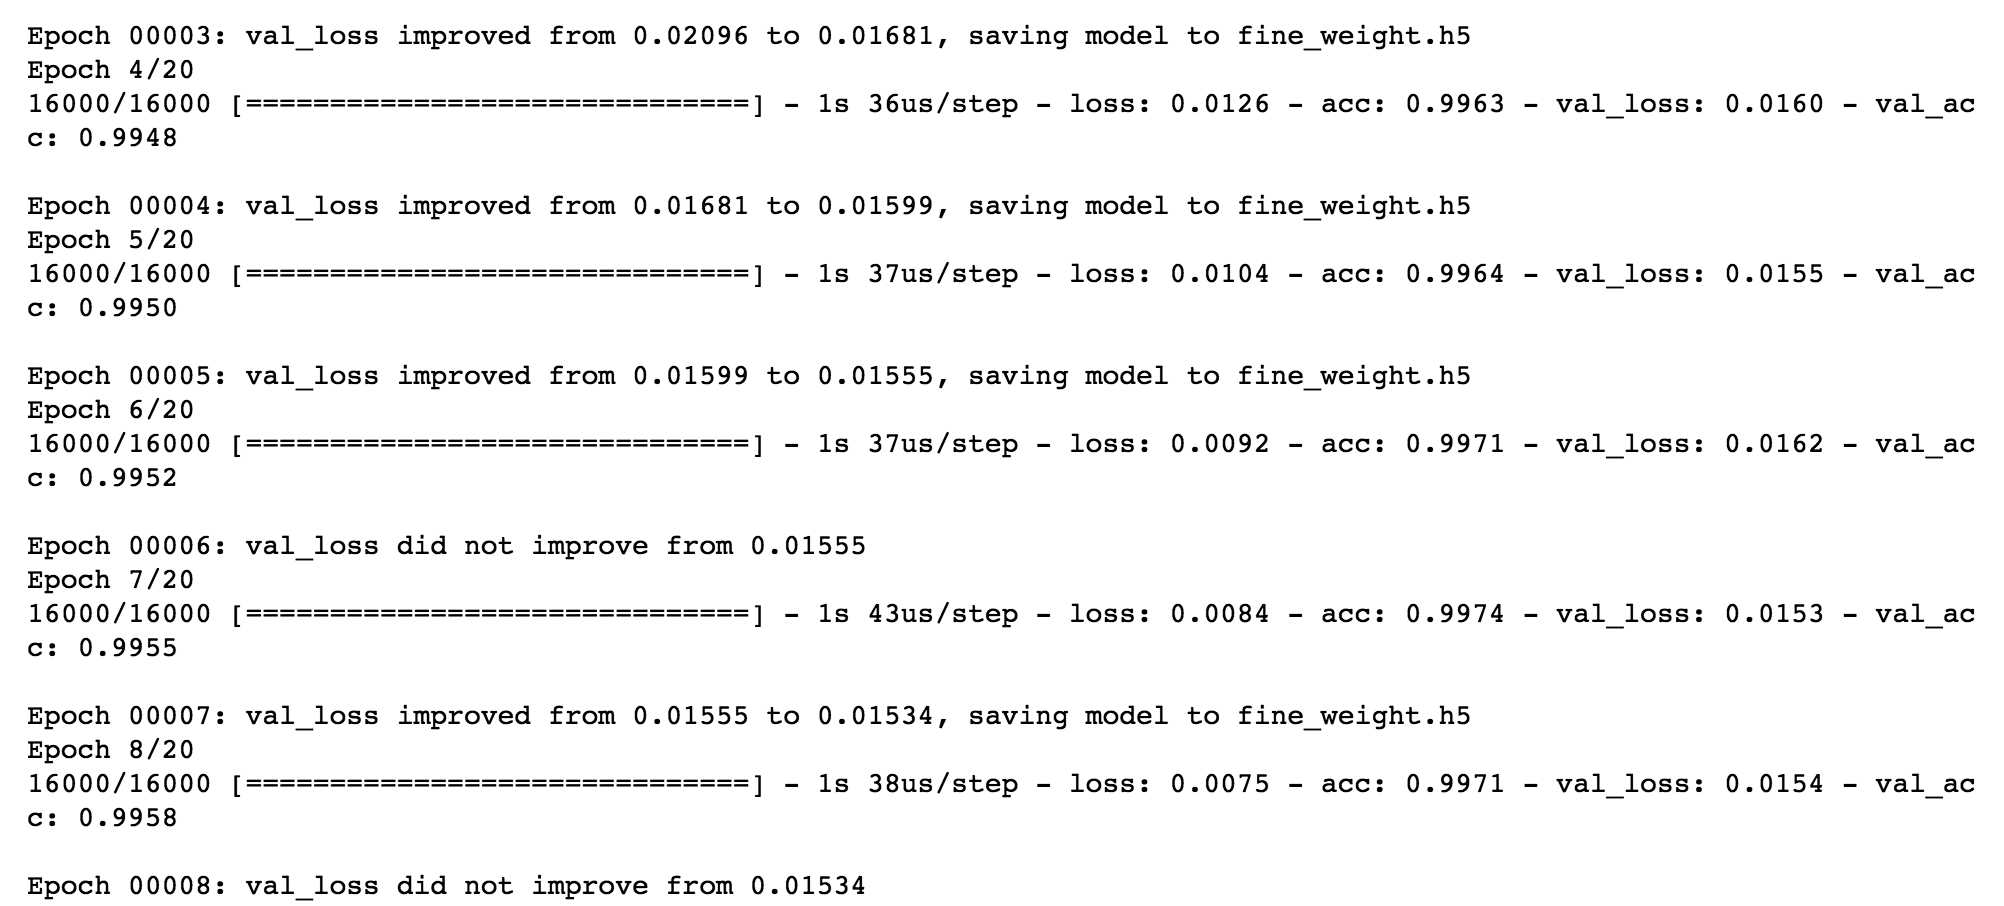 Epoch 00003: val_loss improved from 0.02096 to 0.01681, saving model to fine_weight.h5
Epoch 4/20
16000/16000 [==============================] - 1s 36us/step - loss: 0.0126 - acc: 0.9963 - val_loss: 0.0160 - val_ac
c: 0.9948
Epoch 00004: val_loss improved from 0.01681 to 0.01599, saving model to fine_weight.h5
Epoch 5/20
16000/16000 [==============================] - 1s 37us/step - loss: 0.0104 - acc: 0.9964 - val_loss: 0.0155 - val_ac
c: 0.9950
Epoch 00005: val_loss improved from 0.01599 to 0.01555, saving model to fine_weight.h5
Epoch 6/20
16000/16000 [==============================] - 1s 37us/step - loss: 0.0092 - acc: 0.9971 - val_loss: 0.0162 - val_ac
c: 0.9952
Epoch 00006: val_loss did not improve from 0.01555
Epoch 7/20
16000/16000 [==============================] - 1s 43us/step - loss: 0.0084 - acc: 0.9974 - val_loss: 0.0153 - val_ac
c: 0.9955
Epoch 00007: val_loss improved from 0.01555 to 0.01534, saving model to fine_weight.h5
Epoch 8/20
16000/16000 [==============================] - 1s 38us/step - loss: 0.0075 - acc: 0.9971 - val_loss: 0.0154 - val_ac
c: 0.9958
Epoch 00008: val_loss did not improve from 0.01534